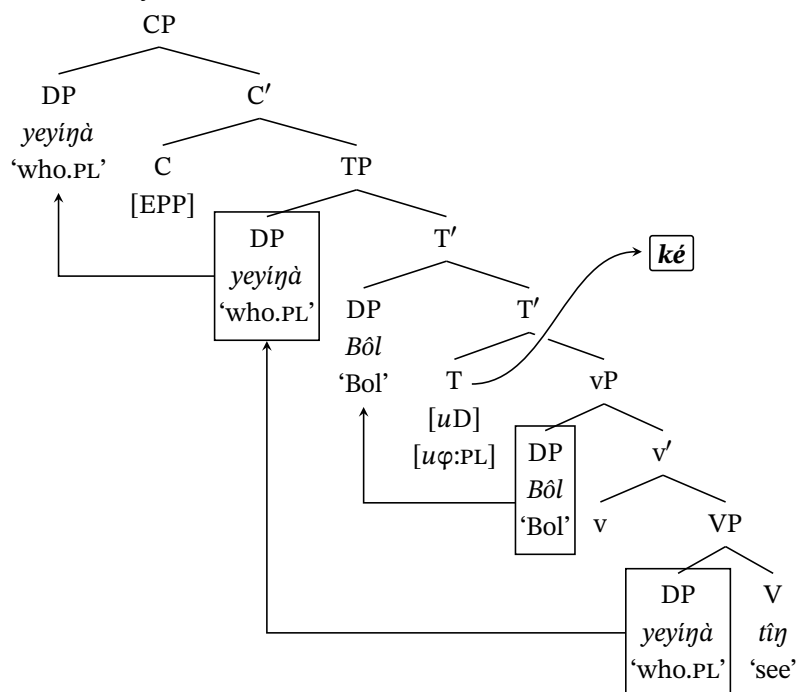 CP
DP
yeyíŋà
‘who.PL’
C′
C
[EPP]
TP
DP
yeyíŋà
‘who.PL’
T′
DP
Bôl
‘Bol’
T′
ké
T
[uD]
[uφ:PL]
vP
DP
Bôl
‘Bol’
v′
v
VP
DP
yeyíŋà
‘who.PL’
V
tîŋ
‘see’